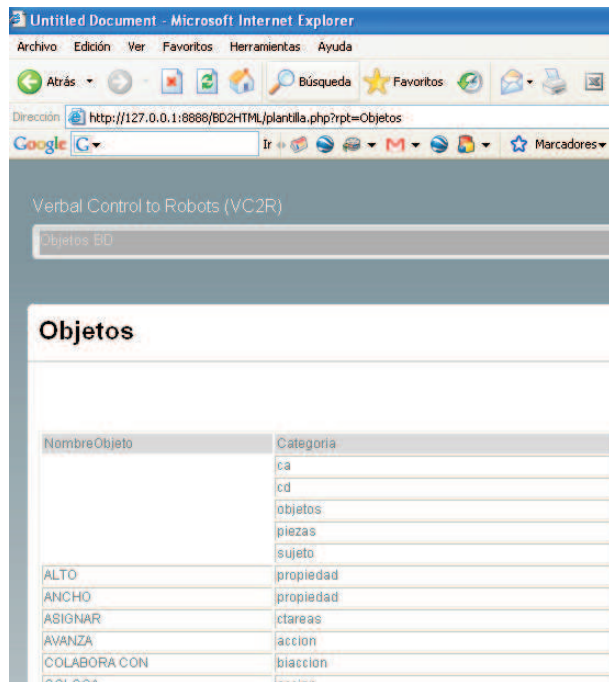 Untitled Document - Microsoft Internet Explorer
Archivo Edición Ver Favoritos Herramientas Ayuda
Atrás Búsqueda Favoritos
Dirección http://127.0.0.1:8888/BD2HTML/plantilla.php?rpt=Objetos
Google G Ir Marcadores
Verbal Control to Robots (VC2R)
Objetos BD
Objetos
NombreObjeto Categoria
ca
cd
objetos
piezas
sujeto
ALTO propiedad
ANCHO propiedad
ASIGNAR ctareas
AVANZA accion
COLABORA CON biaccion